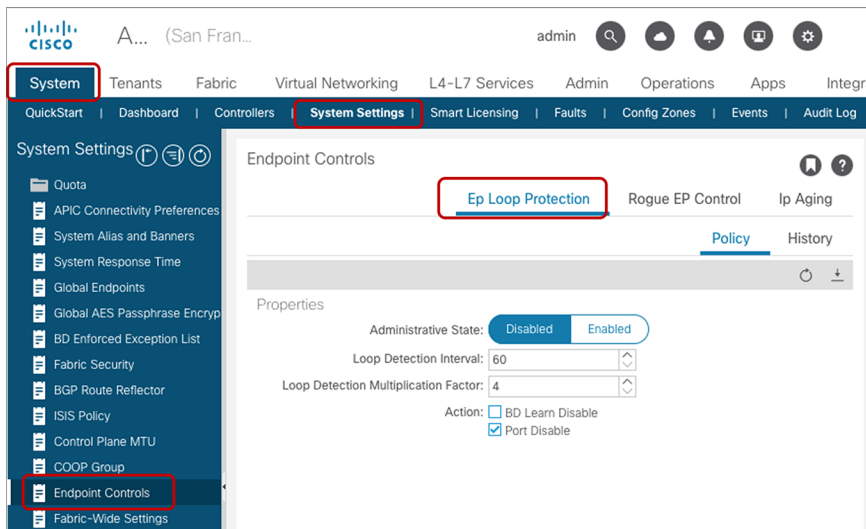 CISCO
A... (San Fran...
admin
System Tenants Fabric Virtual Networking L4-L7 Services Admin Operations Apps Integr
QuickStart | Dashboard | Controllers | System Settings | Smart Licensing | Faults | Config Zones | Events | Audit Log
System Settings
Quota
APIC Connectivity Preferences
System Alias and Banners
System Response Time
Global Endpoints
Global AES Passphrase Encryp
BD Enforced Exception List
Fabric Security
BGP Route Reflector
ISIS Policy
Control Plane MTU
COOP Group
Endpoint Controls
Fabric-Wide Settings
Endpoint Controls
?
Ep Loop Protection Rogue EP Control Ip Aging
Policy History
Properties
Administrative State: Disabled Enabled
Loop Detection Interval: 60
Loop Detection Multiplication Factor: 4
Action: BD Learn Disable
Port Disable